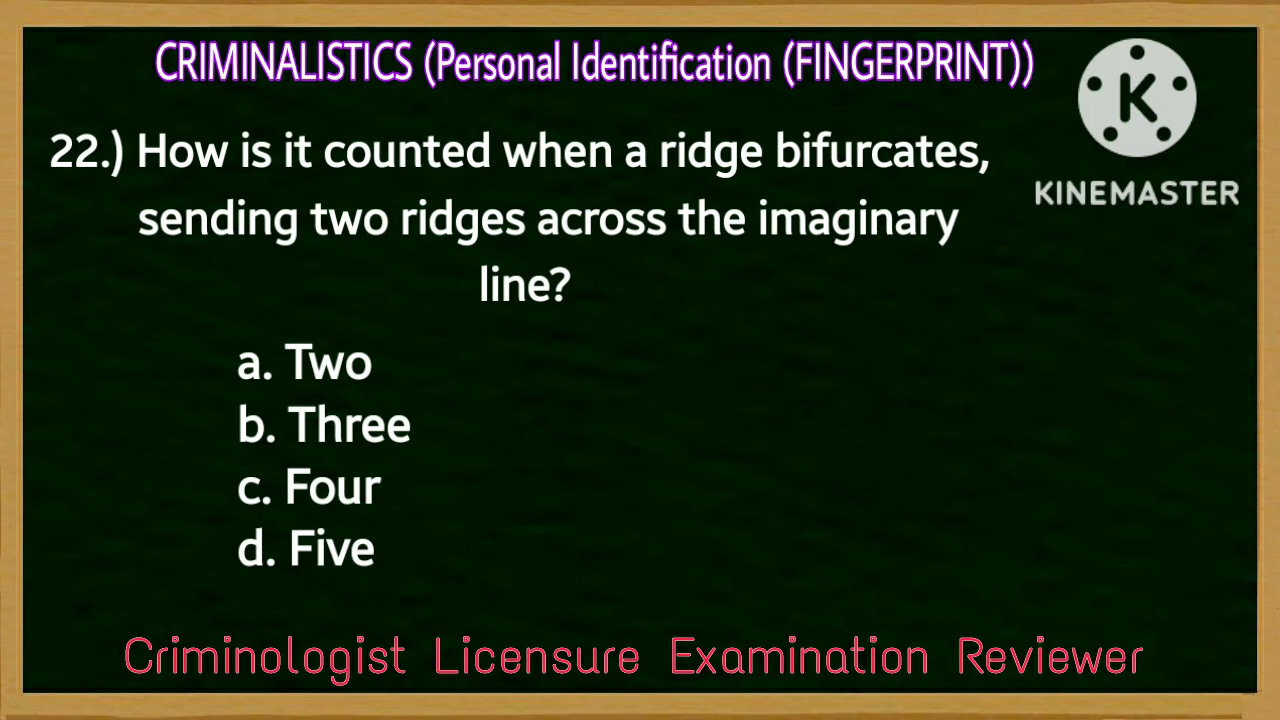 CRIMINALISTICS (Personal Identification (FINGERPRINT))
K
KINEMASTER
22.) How is it counted when a ridge bifurcates,
sending two ridges across the imaginary
line?
a. Two
b. Three
c. Four
d. Five
Criminologist Licensure Examination Reviewer